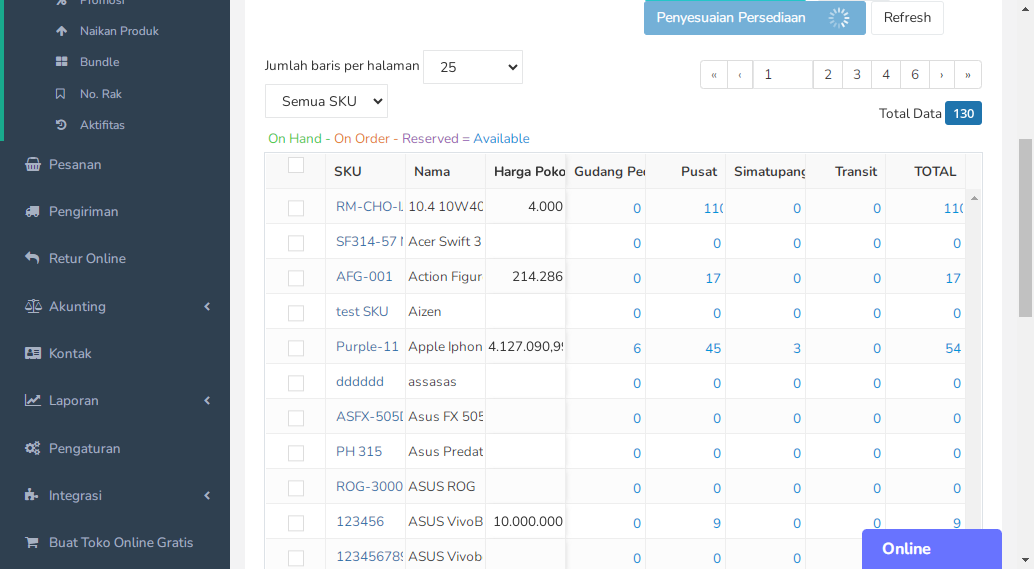 Promosi
Naikan Produk
Bundle
No. Rak
Aktifitas
Pesanan
Pengiriman
Retur Online
Akunting
Kontak
Laporan
Pengaturan
Integrasi
Buat Toko Online Gratis
Penyesuaian Persediaan Refresh
Jumlah baris per halaman 25
« ‹ 1 2 3 4 6 › »
Semua SKU
Total Data 130
On Hand - On Order - Reserved = Available
SKU Nama Harga Poko Gudang Pe Pusat Simatupang Transit TOTAL
RM-CHO-I 10.4 10W40 4.000 0 110 0 0 110
SF314-57 Acer Swift 3 0 0 0 0 0
AFG-001 Action Figur 214.286 0 17 0 0 17
test SKU Aizen 0 0 0 0 0
Purple-11 Apple Iphon 4.127.090,9 6 45 3 0 54
dddddd assasas 0 0 0 0 0
ASFX-505 Asus FX 505 0 0 0 0 0
PH 315 Asus Predat 0 0 0 0 0
ROG-3000 ASUS ROG 0 0 0 0 0
123456 ASUS VivoB 10.000.000 0 9 0 0 9
123456789 ASUS Vivob 0 0 0
Online